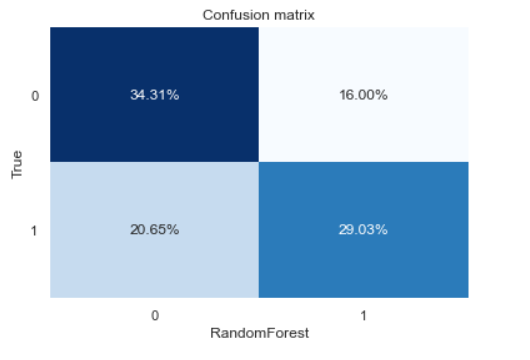 Confusion matrix
True
0
34.31%
16.00%
1
20.65%
29.03%
0
1
RandomForest